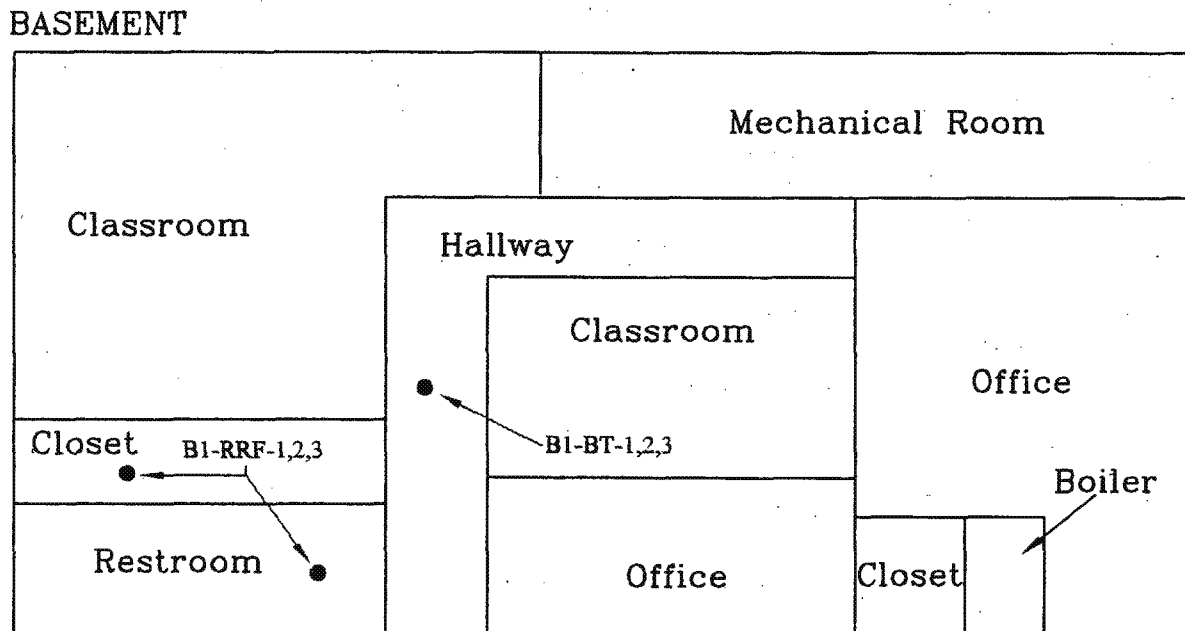 BASEMENT
Mechanical Room
Classroom
Hallway
Classroom
Office
Closet
B1-RRF-1,2,3
B1-BT-1,2,3
Boiler
Restroom
Office
Closet